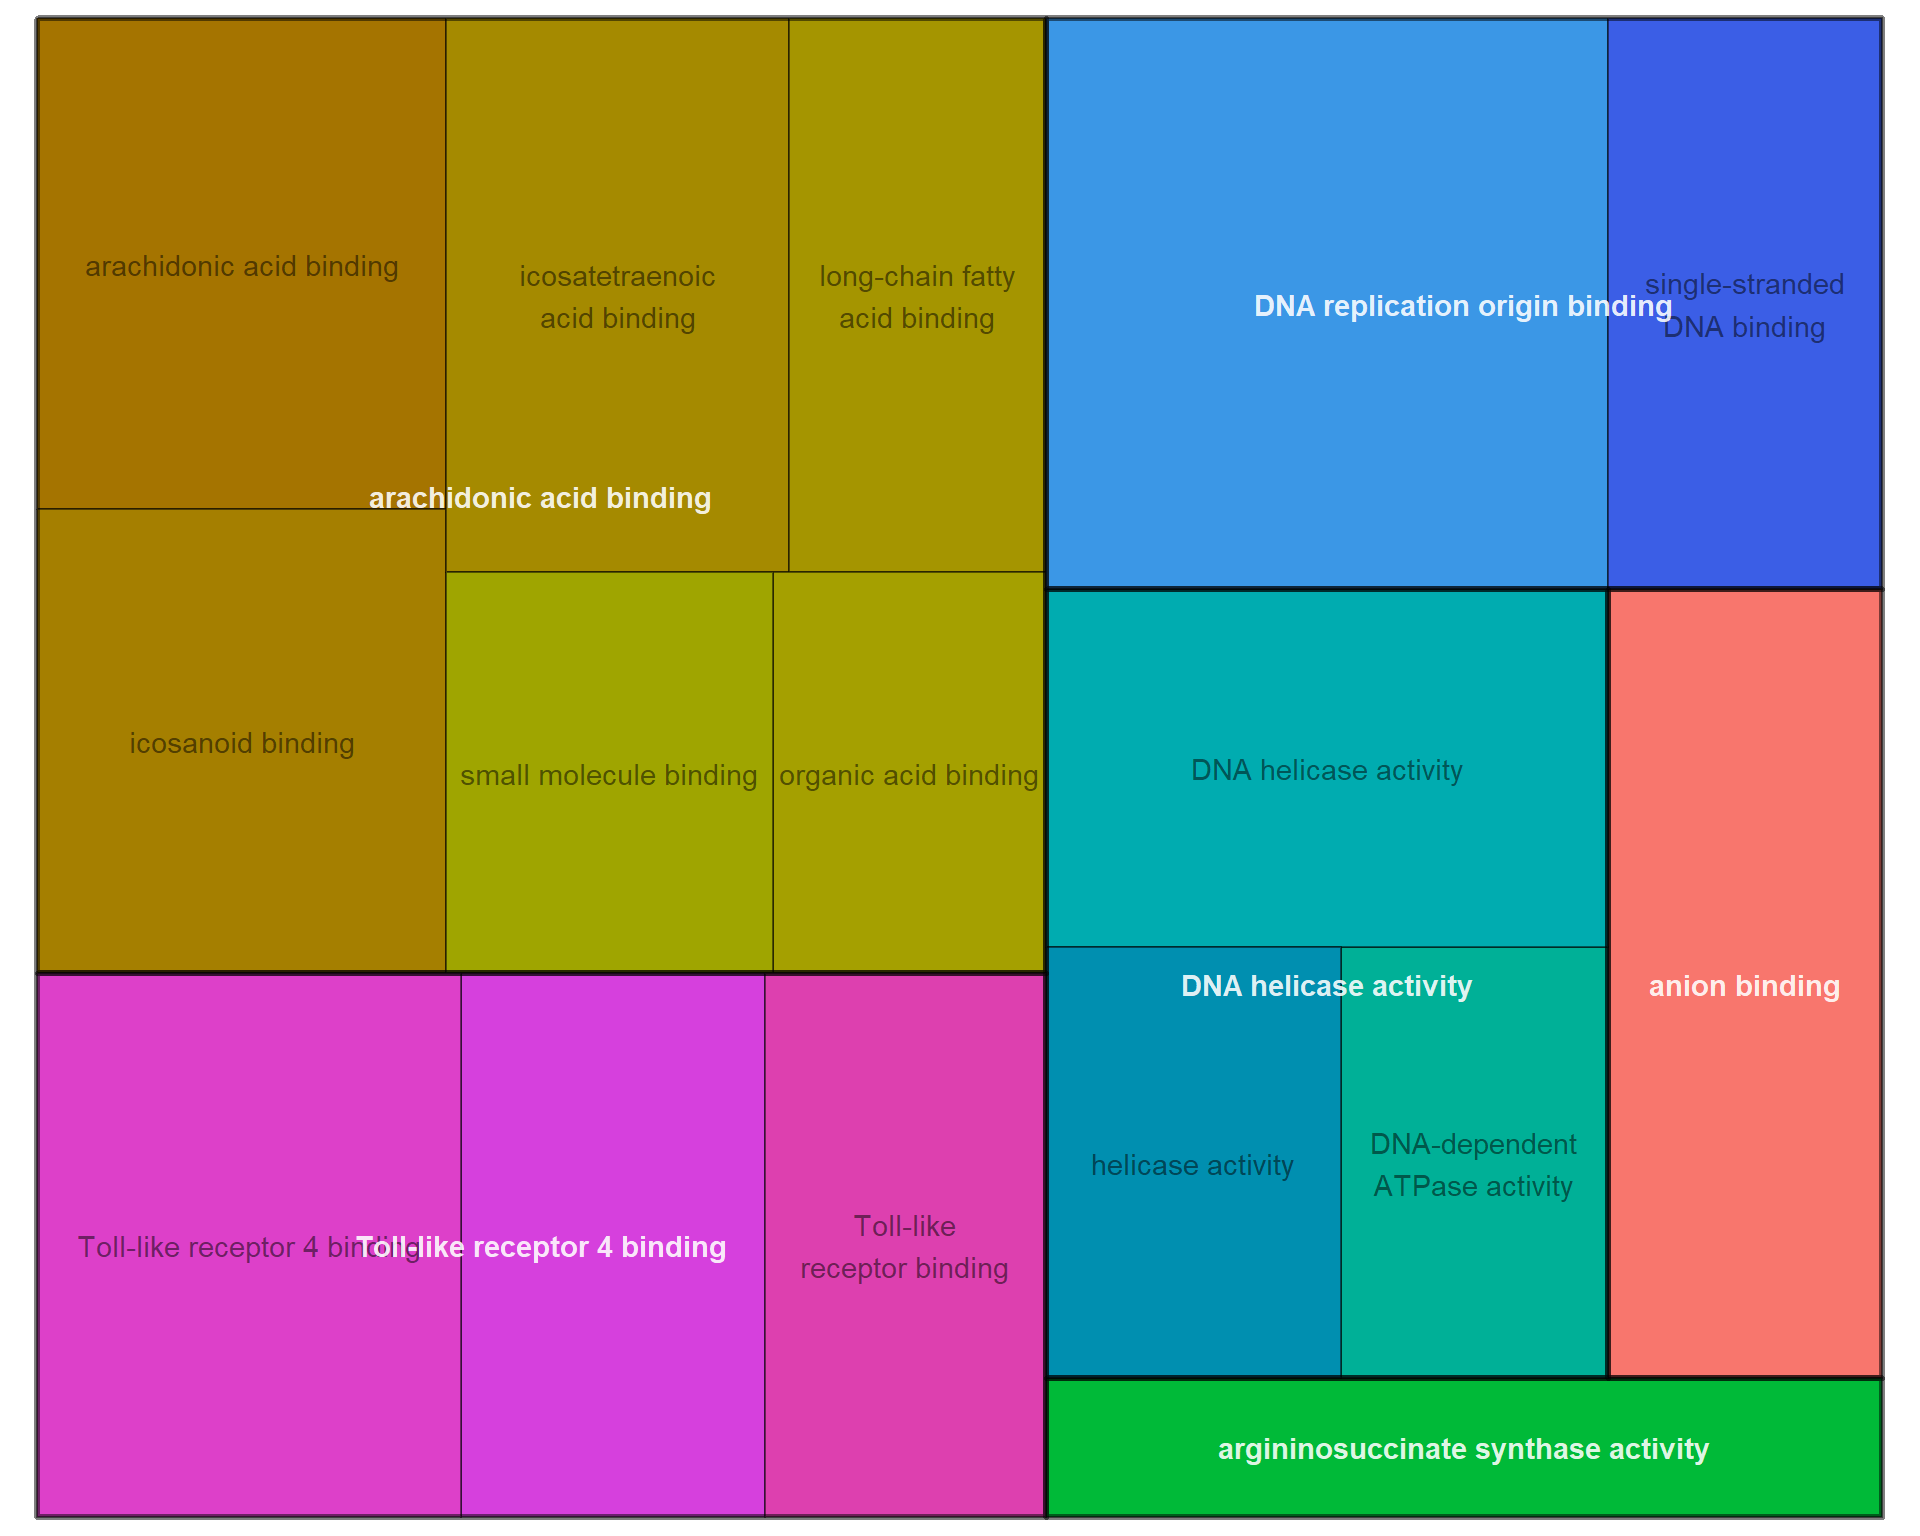 arachidonic acid binding
icosatetraenoic
acid binding
long-chain fatty
acid binding
arachidonic acid binding
icosanoid binding
small molecule binding
organic acid binding
Toll-like receptor 4 binding
Toll-like receptor 4 binding
Toll-like
receptor binding
DNA replication origin binding
single-stranded
DNA binding
DNA helicase activity
DNA helicase activity
helicase activity
DNA-dependent
ATPase activity
anion binding
argininosuccinate synthase activity